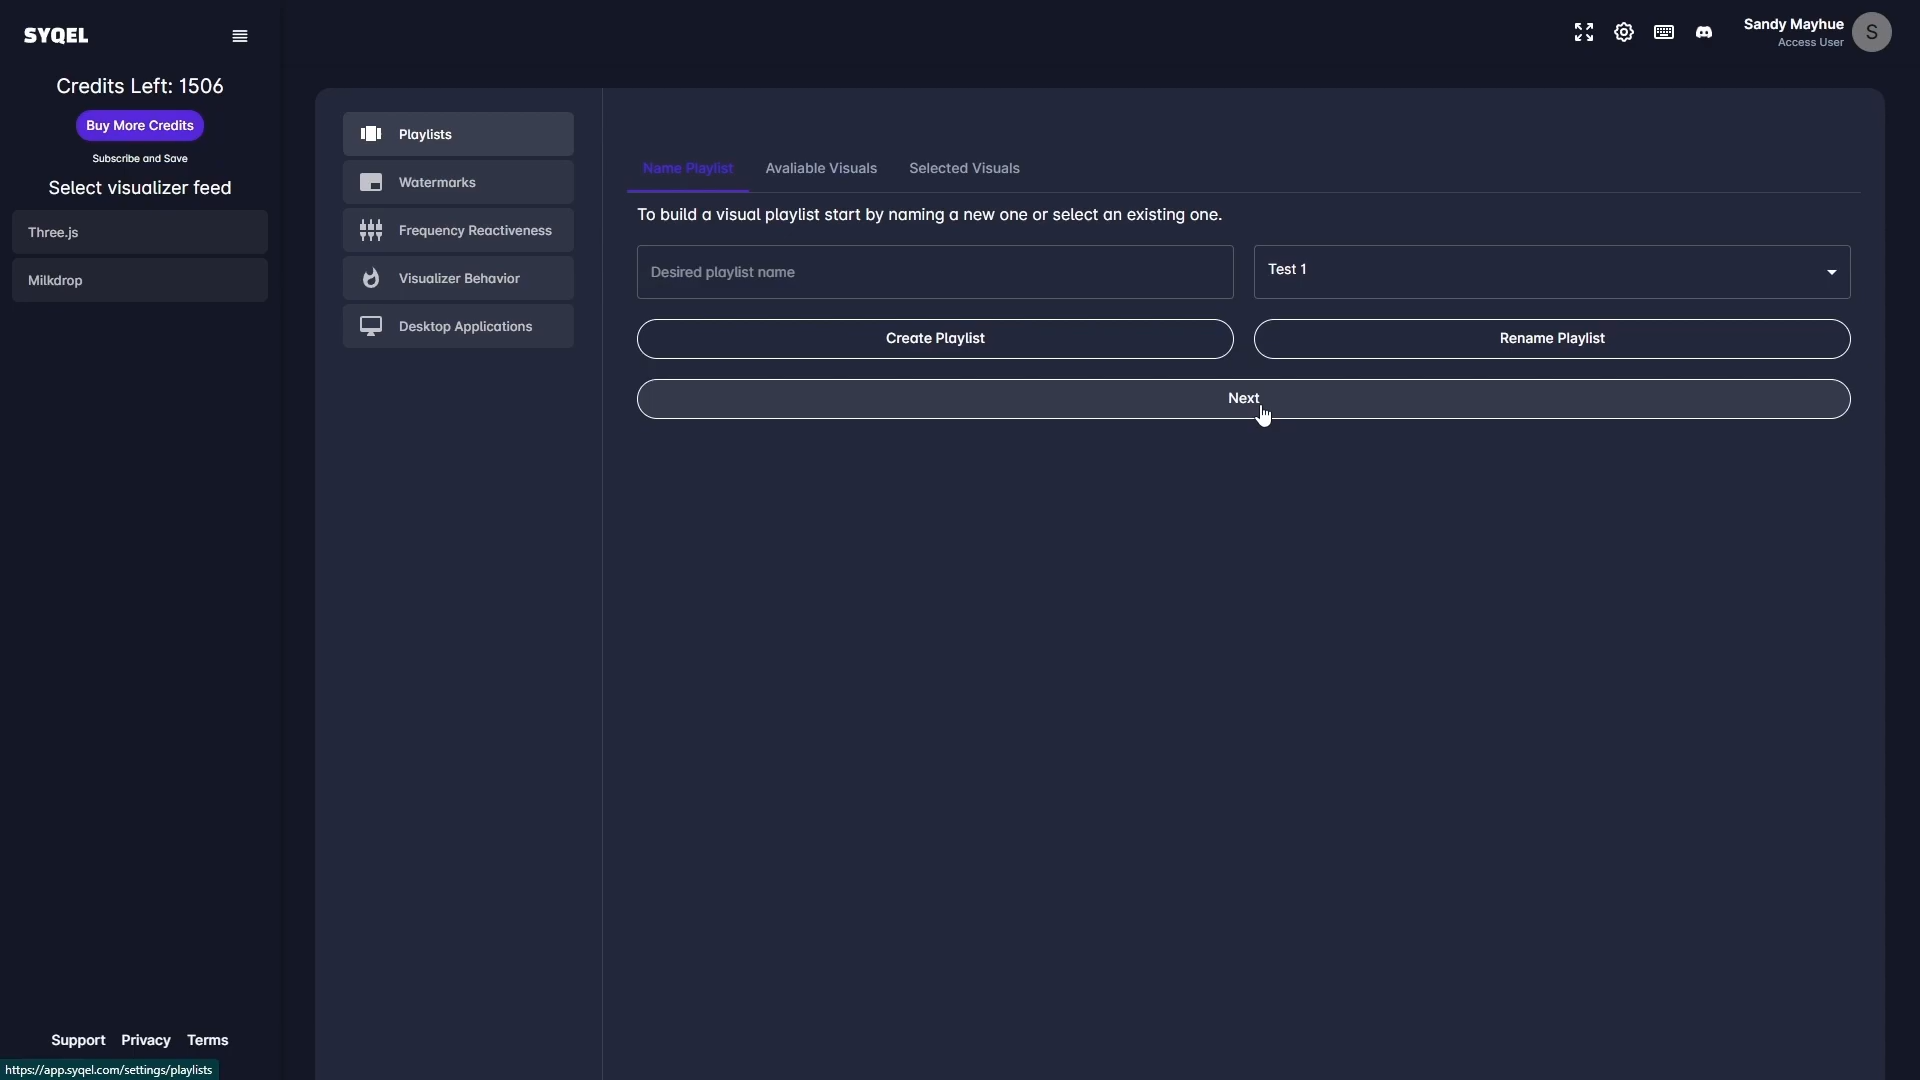 SYQEL
Credits Left: 1506
Buy More Credits
Subscribe and Save
Select visualizer feed
Three.js
Milkdrop
Support Privacy Terms
https://app.syqel.com/settings/playlists
Sandy Mayhue
Access User
S
Playlists
Watermarks
Frequency Reactiveness
Visualizer Behavior
Desktop Applications
Name Playlist Avaliable Visuals Selected Visuals
To build a visual playlist start by naming a new one or select an existing one.
Desired playlist name Test 1
Create Playlist Rename Playlist
Next